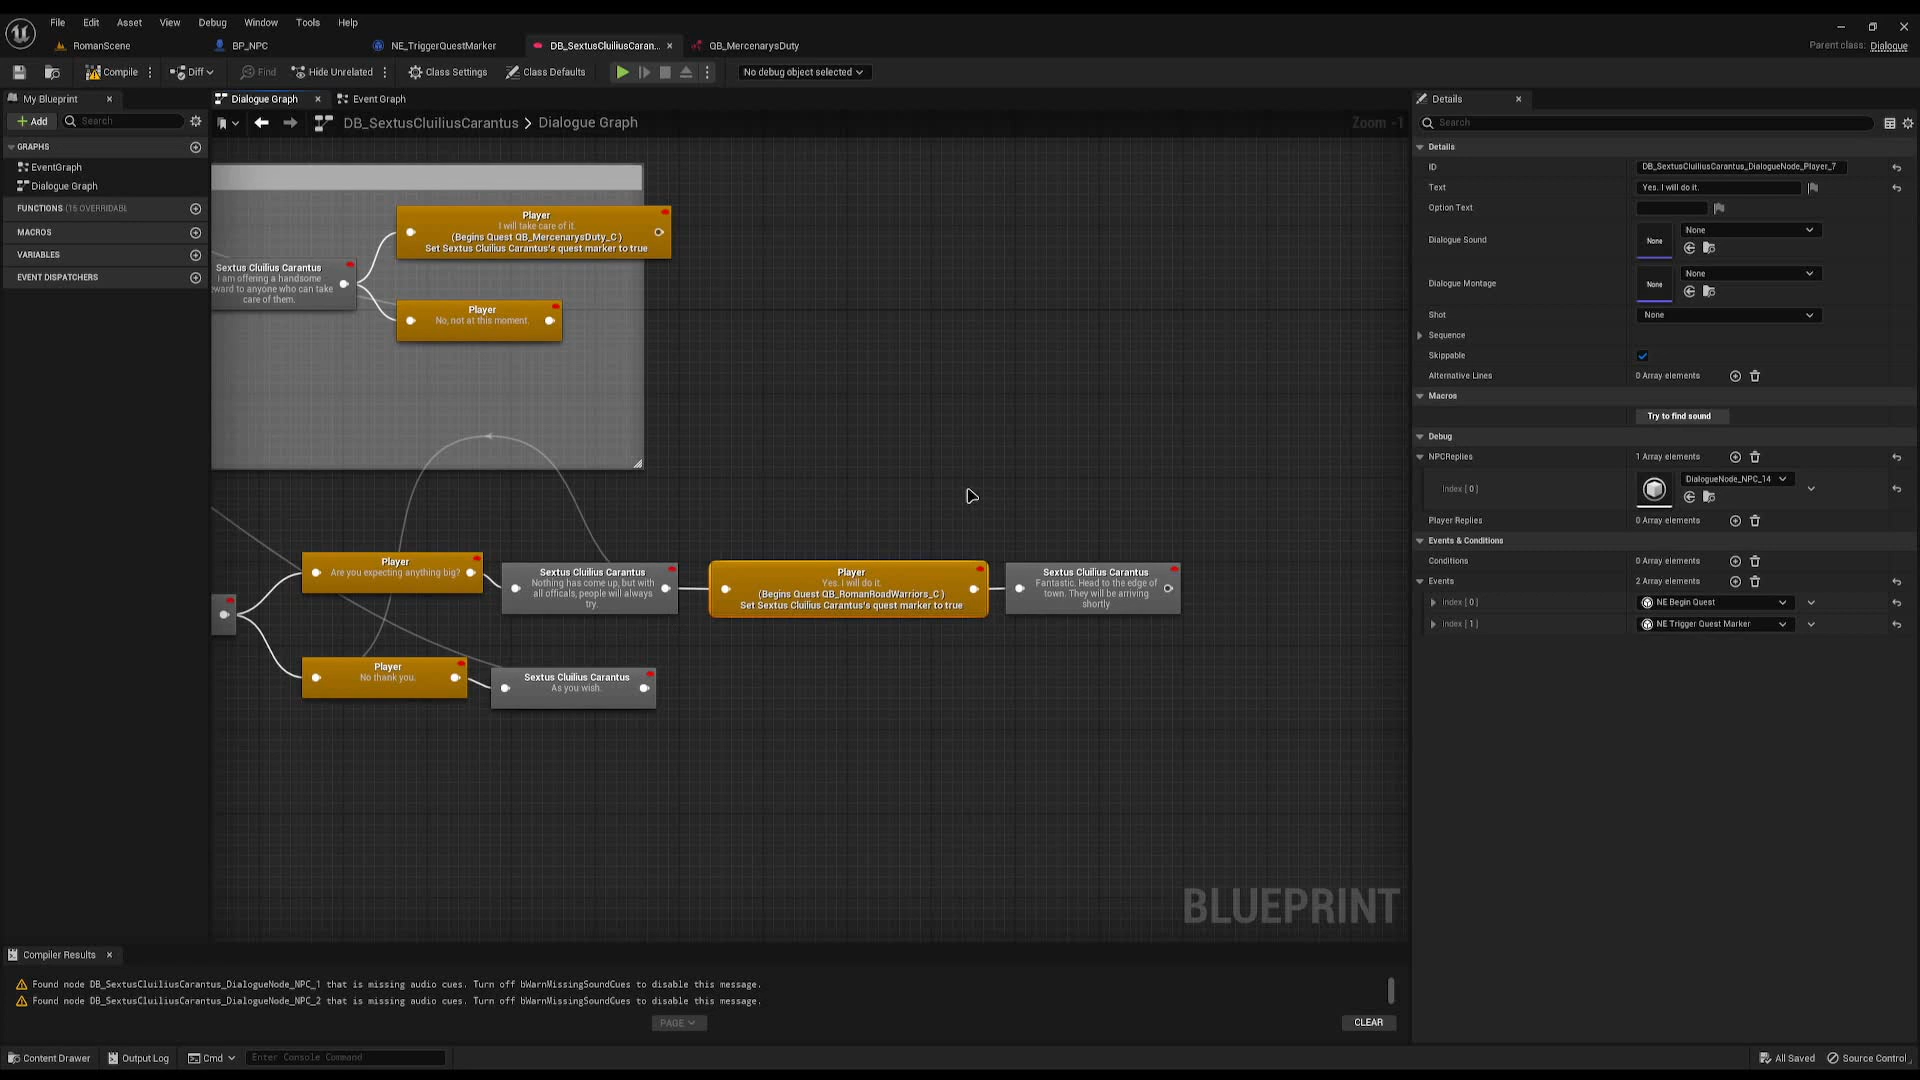 File Edit Asset View Debug Window Tools Help
RomanScene BP_NPC NE_TriggerQuestMarker DB_SextusCluiliusCaran... QB_MercenarysDuty
Parent class: Dialogue
Compile Diff Find Hide Unrelated Class Settings Class Defaults No debug object selected
My Blueprint Dialogue Graph Event Graph Details
Add Search DB_SextusCluiliusCarantus > Dialogue Graph Zoom -1
GRAPHS
EventGraph
Dialogue Graph
FUNCTIONS (15 OVERRIDABL
MACROS
VARIABLES
EVENT DISPATCHERS
Player
I will take care of it.
(Begins Quest QB_MercenarysDuty_C )
Set Sextus Cluilius Carantus's quest marker to true
Sextus Cluilius Carantus
I am offering a handsome
eward to anyone who can take
care of them.
Player
No, not at this moment.
Player
Are you expecting anything big?
Sextus Cluilius Carantus
Nothing has come up, but with
all officals, people will always
try.
Player
Yes. I will do it.
(Begins Quest QB_RomanRoadWarriors_C )
Set Sextus Cluilius Carantus's quest marker to true
Sextus Cluilius Carantus
Fantastic. Head to the edge of
town. They will be arriving
shortly
Player
No thank you.
Sextus Cluilius Carantus
As you wish.
BLUEPRINT
Search
Details
ID DB_SextusCluiliusCarantus_DialogueNode_Player_7
Text Yes. I will do it.
Option Text
Dialogue Sound None None
Dialogue Montage None None
Shot None
Sequence
Skippable
Alternative Lines 0 Array elements
Macros
Try to find sound
Debug
NPCReplies 1 Array elements
Index [ 0 ] DialogueNode_NPC_14
Player Replies 0 Array elements
Events & Conditions
Conditions 0 Array elements
Events 2 Array elements
Index [ 0 ] NE Begin Quest
Index [ 1 ] NE Trigger Quest Marker
Compiler Results
Found node DB_SextusCluiliusCarantus_DialogueNode_NPC_1 that is missing audio cues. Turn off bWarnMissingSoundCues to disable this message.
Found node DB_SextusCluiliusCarantus_DialogueNode_NPC_2 that is missing audio cues. Turn off bWarnMissingSoundCues to disable this message.
PAGE CLEAR
Content Drawer Output Log Cmd Enter Console Command All Saved Source Control